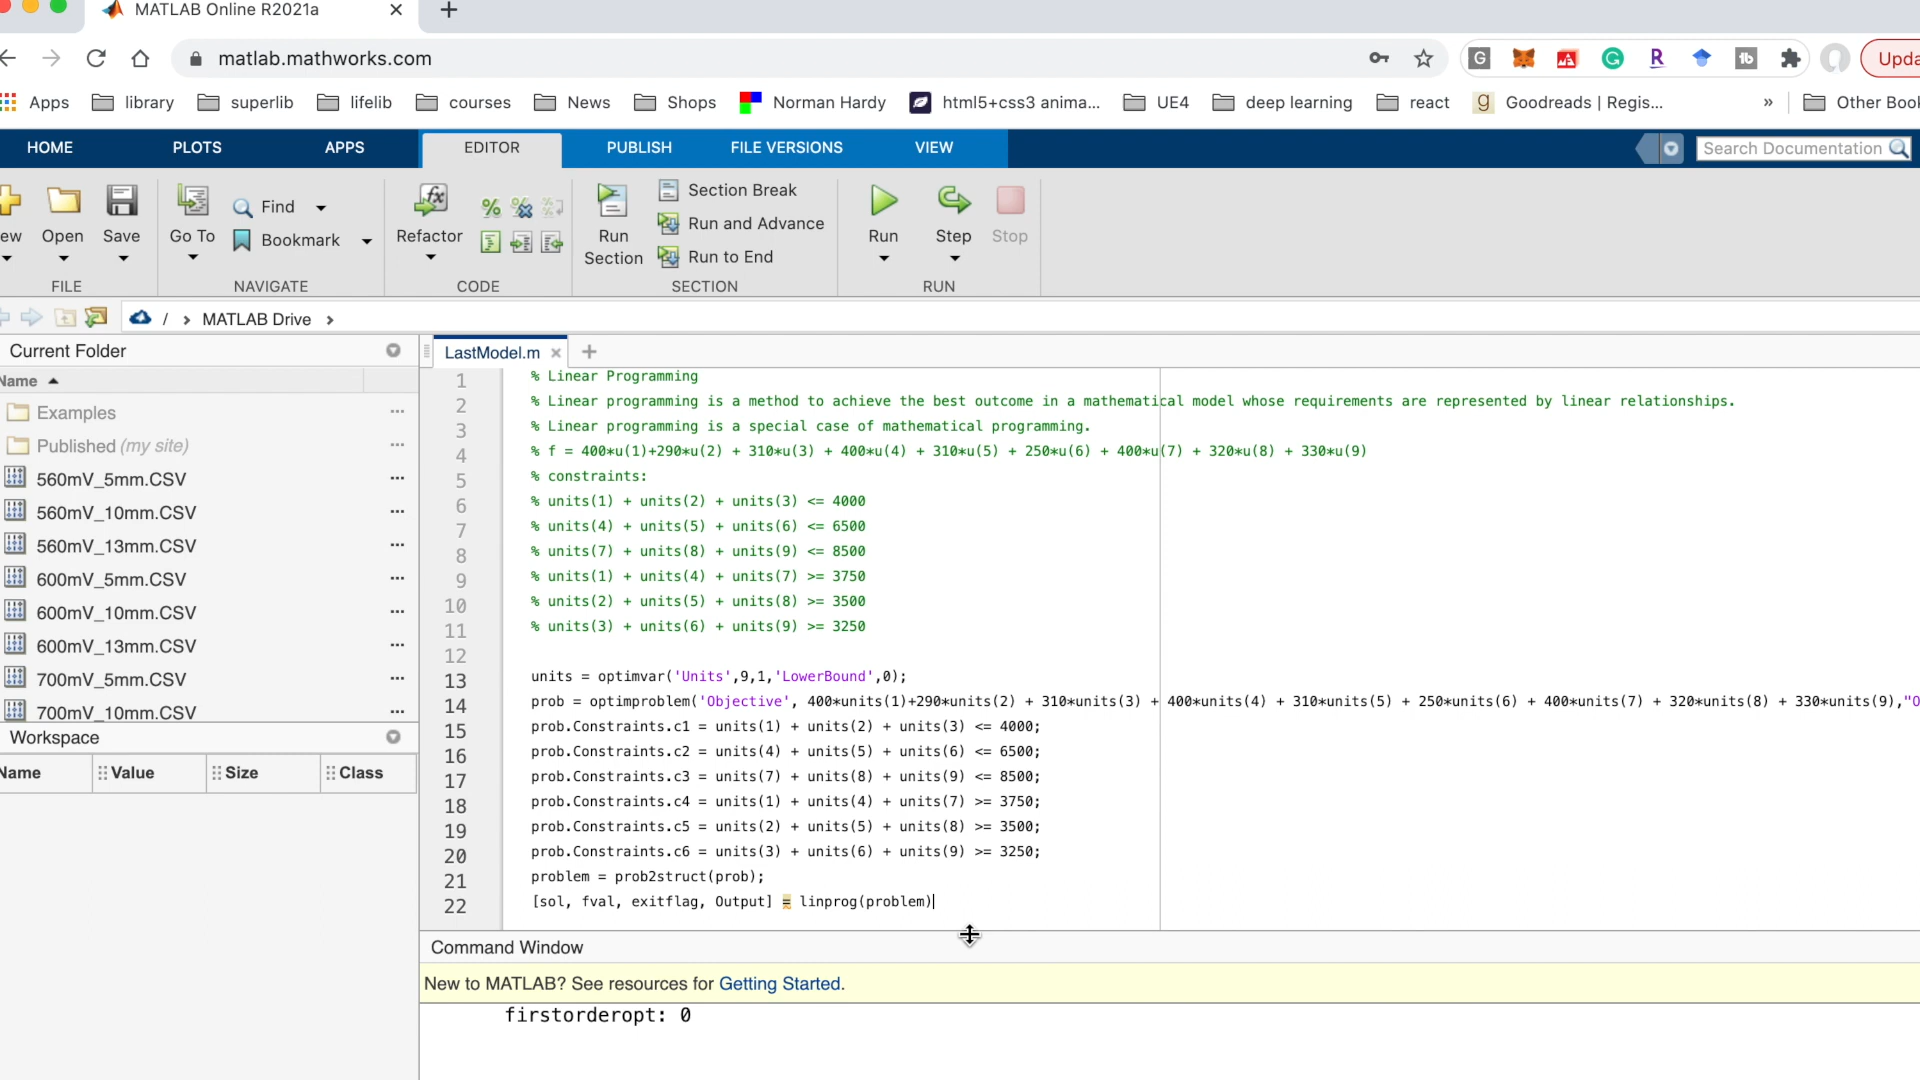 MATLAB Online R2021a
matlab.mathworks.com
Apps library superlib lifelib courses News Shops Norman Hardy html5+css3 anima... UE4 deep learning react Goodreads | Regis... » Other Book
HOME PLOTS APPS EDITOR PUBLISH FILE VERSIONS VIEW Search Documentation
Section Break
Find
Run and Advance
ew Open Save Go To Bookmark Refactor Run Section Run Step Stop
Run to End
FILE NAVIGATE CODE SECTION RUN
/ > MATLAB Drive >
Current Folder
Name
Examples
Published (my site)
560mV_5mm.CSV
560mV_10mm.CSV
560mV_13mm.CSV
600mV_5mm.CSV
600mV_10mm.CSV
600mV_13mm.CSV
700mV_5mm.CSV
700mV_10mm.CSV
Workspace
Name Value Size Class
LastModel.m
1 % Linear Programming
2 % Linear programming is a method to achieve the best outcome in a mathematical model whose requirements are represented by linear relationships.
3 % Linear programming is a special case of mathematical programming.
4 % f = 400*u(1)+290*u(2) + 310*u(3) + 400*u(4) + 310*u(5) + 250*u(6) + 400*u(7) + 320*u(8) + 330*u(9)
5 % constraints:
6 % units(1) + units(2) + units(3) <= 4000
7 % units(4) + units(5) + units(6) <= 6500
8 % units(7) + units(8) + units(9) <= 8500
9 % units(1) + units(4) + units(7) >= 3750
10 % units(2) + units(5) + units(8) >= 3500
11 % units(3) + units(6) + units(9) >= 3250
12
13 units = optimvar('Units',9,1,'LowerBound',0);
14 prob = optimproblem('Objective', 400*units(1)+290*units(2) + 310*units(3) + 400*units(4) + 310*units(5) + 250*units(6) + 400*units(7) + 320*units(8) + 330*units(9),"O
15 prob.Constraints.c1 = units(1) + units(2) + units(3) <= 4000;
16 prob.Constraints.c2 = units(4) + units(5) + units(6) <= 6500;
17 prob.Constraints.c3 = units(7) + units(8) + units(9) <= 8500;
18 prob.Constraints.c4 = units(1) + units(4) + units(7) >= 3750;
19 prob.Constraints.c5 = units(2) + units(5) + units(8) >= 3500;
20 prob.Constraints.c6 = units(3) + units(6) + units(9) >= 3250;
21 problem = prob2struct(prob);
22 [sol, fval, exitflag, Output] = linprog(problem)
Command Window
New to MATLAB? See resources for Getting Started.
firstorderopt: 0